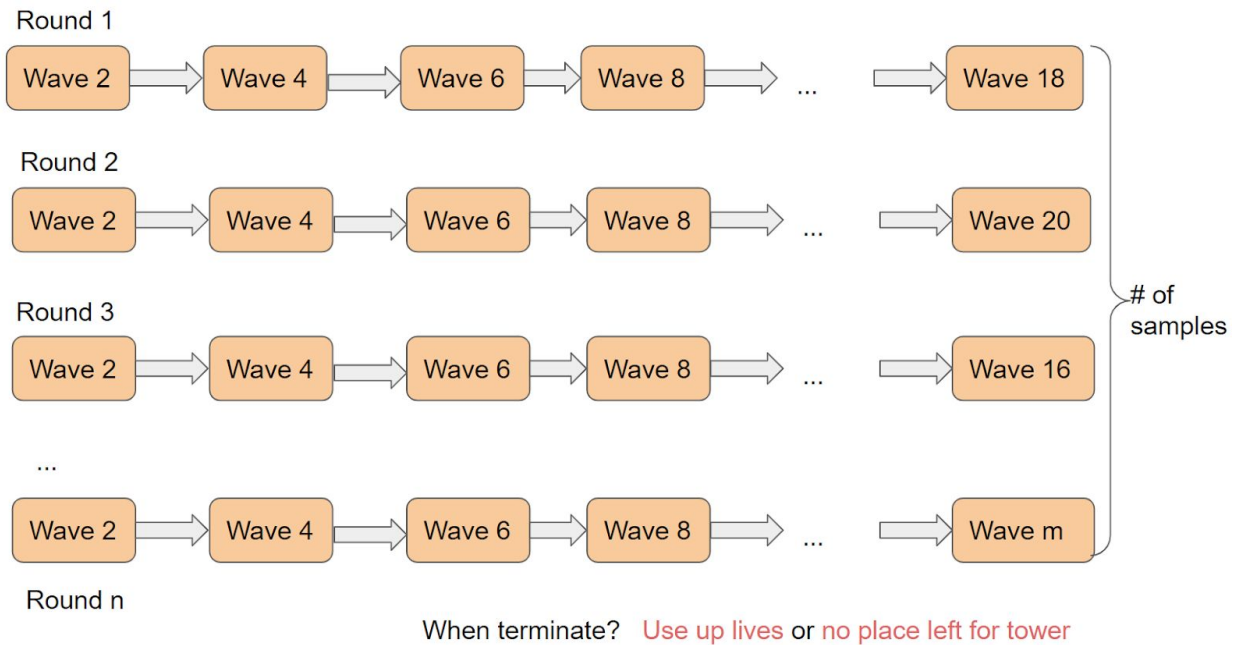 Round 1
Wave 2 Wave 4 Wave 6 Wave 8 ... Wave 18
Round 2
Wave 2 Wave 4 Wave 6 Wave 8 ... Wave 20
# of
samples
Round 3
Wave 2 Wave 4 Wave 6 Wave 8 ... Wave 16
...
Wave 2 Wave 4 Wave 6 Wave 8 ... Wave m
Round n
When terminate? Use up lives or no place left for tower